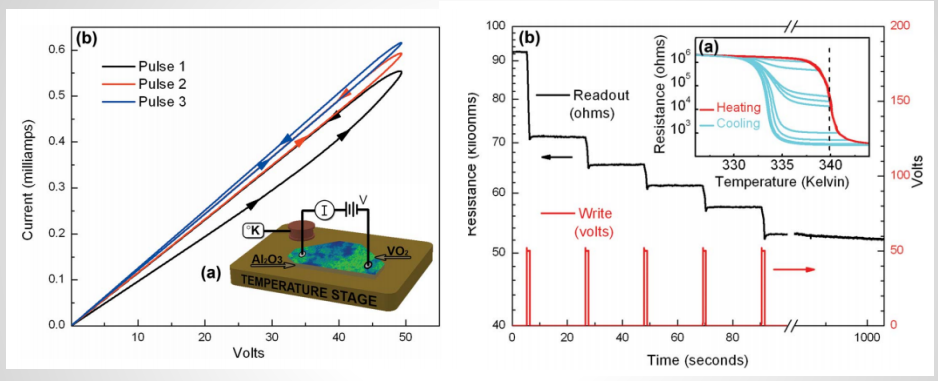 (b)
Pulse 1
Pulse 2
Pulse 3
Current (milliamps)
0.6
0.5
0.4
0.3
0.2
0.1
0.0
0 10 20 30 40 50
Volts
I
V
°K
Al₂O₃
VO₂
(a)
TEMPERATURE STAGE
(b)
Resistance (kiloohms)
100
90
80
70
60
50
40
Readout
(ohms)
Write
(volts)
0 20 40 60 80 1000
Time (seconds)
200
150
100
50
0
Volts
(a)
Resistance (ohms)
10⁶
10⁵
10⁴
10³
Heating
Cooling
330 335 340
Temperature (Kelvin)